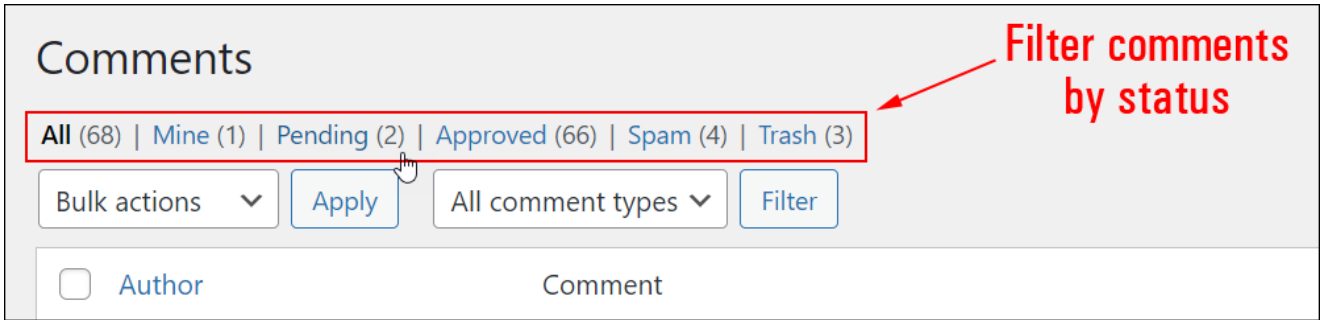 Comments
Filter comments
by status
All (68) | Mine (1) | Pending (2) | Approved (66) | Spam (4) | Trash (3)
Bulk actions Apply All comment types Filter
Author Comment